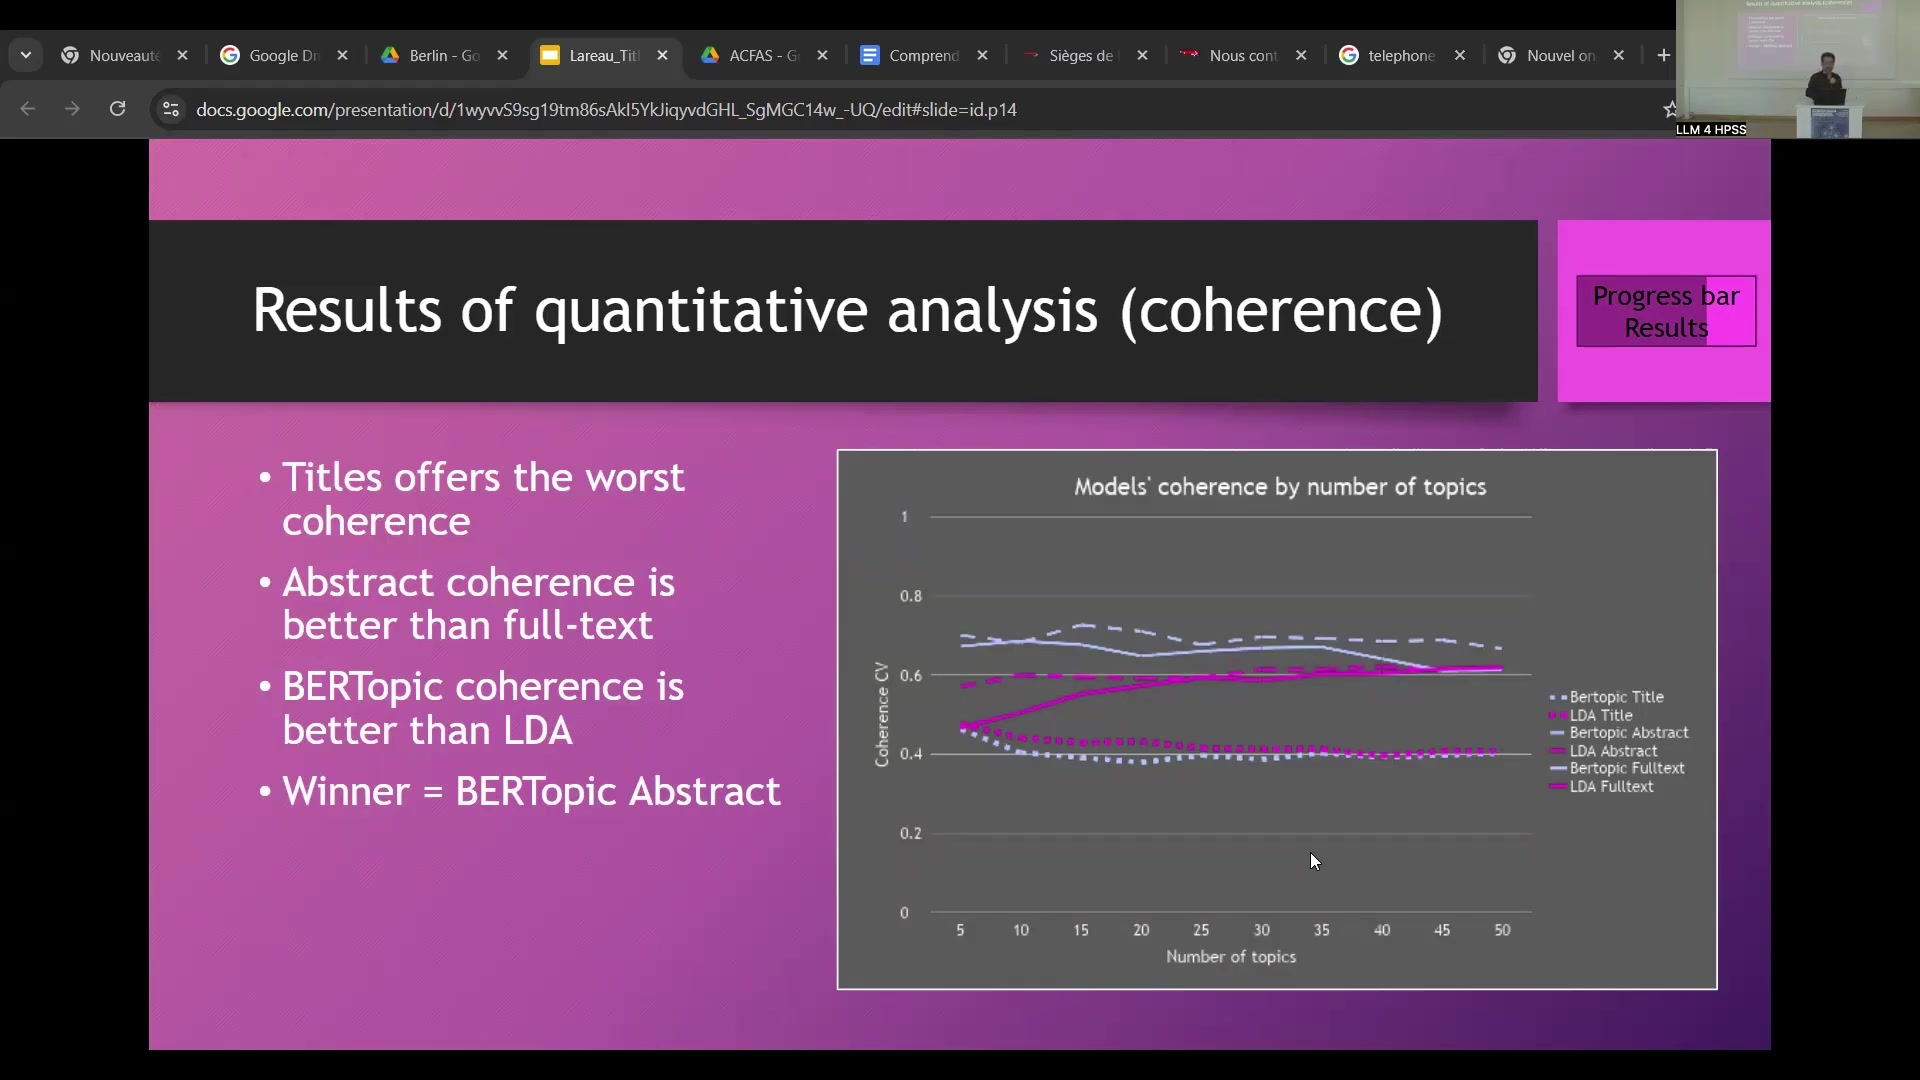 Nouveauté
Google Dri
Berlin - Go
Lareau_Titl
ACFAS - G
Comprend
Sièges de
Nous cont
telephone
Nouvel on
docs.google.com/presentation/d/1wyvvS9sg19tm86sAkI5YkJiqyvdGHL_SgMGC14w_-UQ/edit#slide=id.p14
LLM 4 HPSS
Results of quantitative analysis (coherence)
Progress bar
Results
• Titles offers the worst
coherence
• Abstract coherence is
better than full-text
• BERTopic coherence is
better than LDA
• Winner = BERTopic Abstract
Models' coherence by number of topics
1
0.8
0.6
0.4
0.2
0
Coherence CV
5 10 15 20 25 30 35 40 45 50
Number of topics
Bertopic Title
LDA Title
Bertopic Abstract
LDA Abstract
Bertopic Fulltext
LDA Fulltext